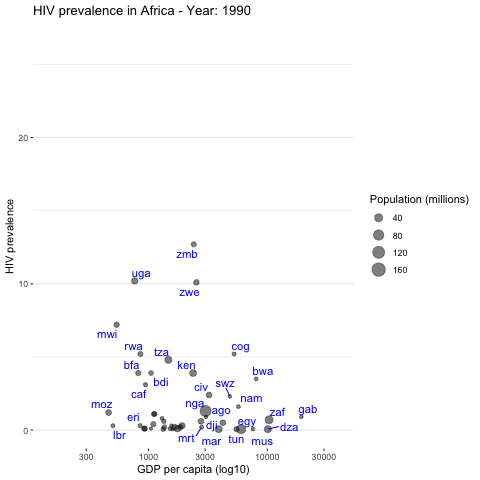 HIV prevalence in Africa - Year: 1990
HIV prevalence
20
10
0
zmb
uga
zwe
mwi
rwa
tza
cog
bfa
ken
bwa
bdi
caf
civ
swz
nam
moz
nga
ago
zaf
gab
eri
dji
egy
dza
lbr
mrt
mar
tun
mus
300
1000
3000
10000
30000
GDP per capita (log10)
Population (millions)
40
80
120
160